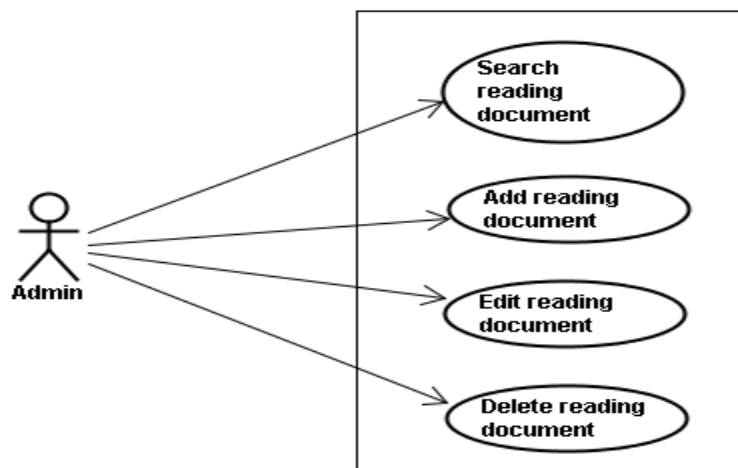 Search
reading
document
Add reading
document
Admin
Edit reading
document
Delete reading
document